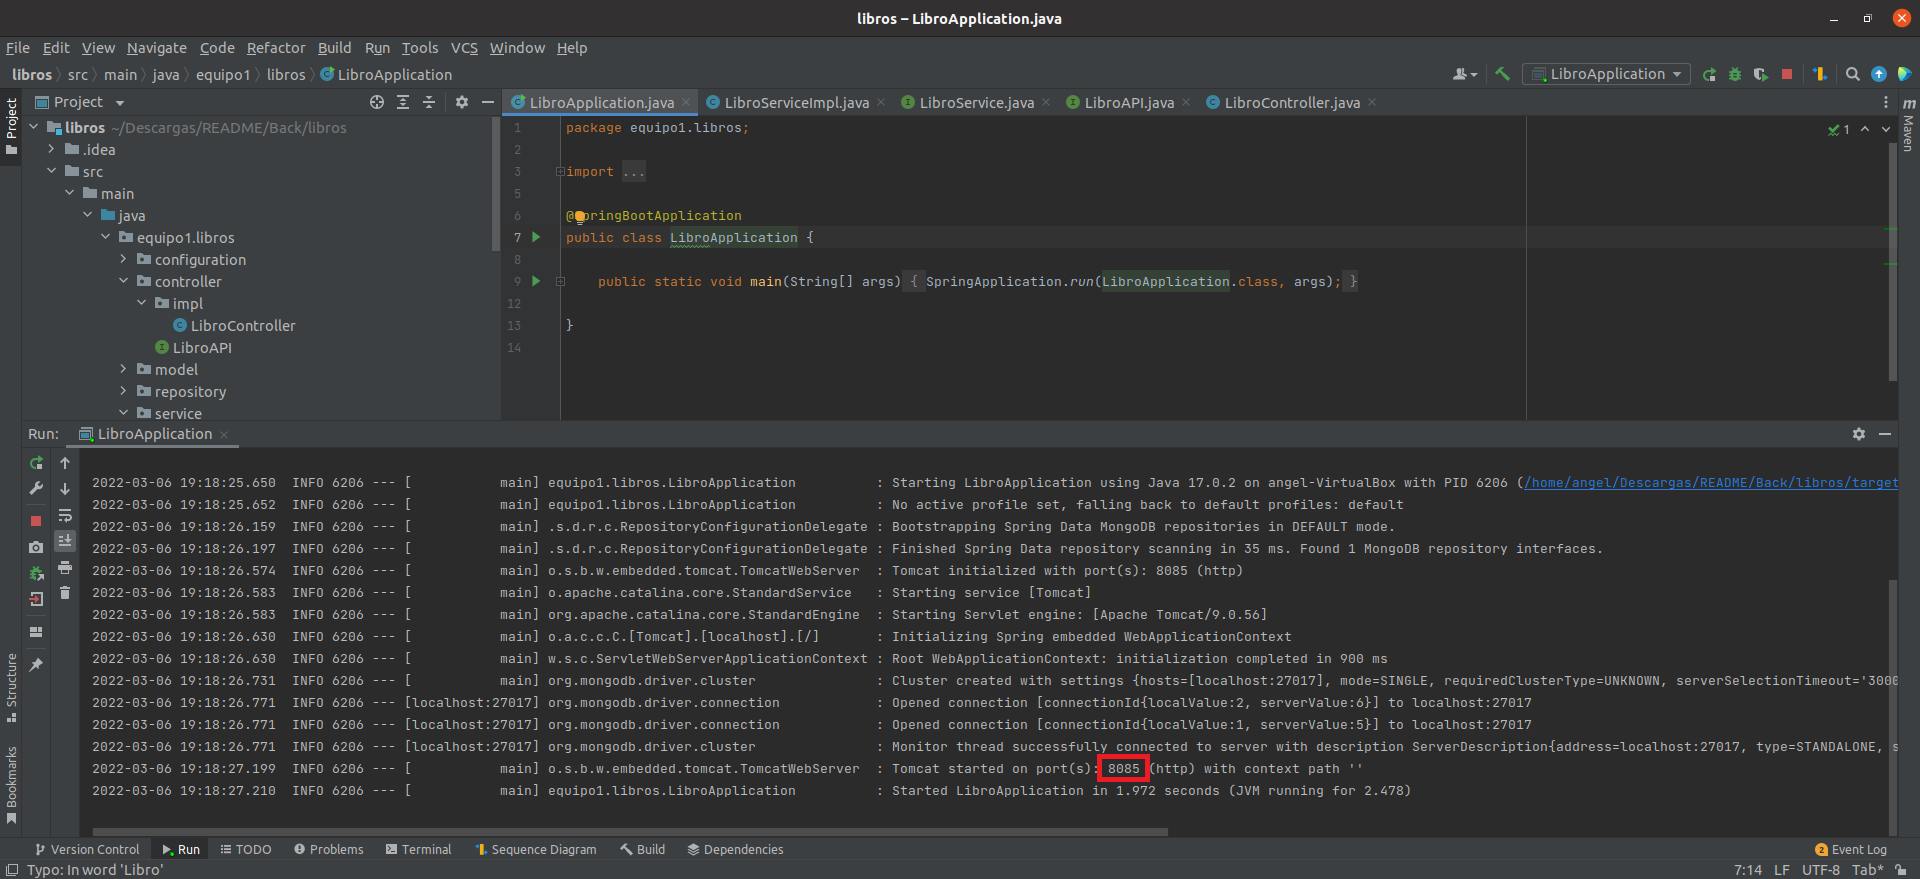 libros – LibroApplication.java
File Edit View Navigate Code Refactor Build Run Tools VCS Window Help
libros src main java equipo1 libros LibroApplication
LibroApplication
Project
LibroApplication.java LibroServiceImpl.java LibroService.java LibroAPI.java LibroController.java
Project
Maven
libros ~/Descargas/README/Back/libros
.idea
src
main
java
equipo1.libros
configuration
controller
impl
LibroController
LibroAPI
model
repository
service
1 package equipo1.libros;
2
3 import ...
5
6 @SpringBootApplication
7 public class LibroApplication {
8
9 public static void main(String[] args) { SpringApplication.run(LibroApplication.class, args); }
12
13 }
14
1
Run: LibroApplication
2022-03-06 19:18:25.650  INFO 6206 --- [           main] equipo1.libros.LibroApplication          : Starting LibroApplication using Java 17.0.2 on angel-VirtualBox with PID 6206 (/home/angel/Descargas/README/Back/libros/target
2022-03-06 19:18:25.652  INFO 6206 --- [           main] equipo1.libros.LibroApplication          : No active profile set, falling back to default profiles: default
2022-03-06 19:18:26.159  INFO 6206 --- [           main] .s.d.r.c.RepositoryConfigurationDelegate : Bootstrapping Spring Data MongoDB repositories in DEFAULT mode.
2022-03-06 19:18:26.197  INFO 6206 --- [           main] .s.d.r.c.RepositoryConfigurationDelegate : Finished Spring Data repository scanning in 35 ms. Found 1 MongoDB repository interfaces.
2022-03-06 19:18:26.574  INFO 6206 --- [           main] o.s.b.w.embedded.tomcat.TomcatWebServer  : Tomcat initialized with port(s): 8085 (http)
2022-03-06 19:18:26.583  INFO 6206 --- [           main] o.apache.catalina.core.StandardService   : Starting service [Tomcat]
2022-03-06 19:18:26.583  INFO 6206 --- [           main] org.apache.catalina.core.StandardEngine  : Starting Servlet engine: [Apache Tomcat/9.0.56]
2022-03-06 19:18:26.630  INFO 6206 --- [           main] o.a.c.c.C.[Tomcat].[localhost].[/]       : Initializing Spring embedded WebApplicationContext
2022-03-06 19:18:26.630  INFO 6206 --- [           main] w.s.c.ServletWebServerApplicationContext : Root WebApplicationContext: initialization completed in 900 ms
2022-03-06 19:18:26.731  INFO 6206 --- [           main] org.mongodb.driver.cluster               : Cluster created with settings {hosts=[localhost:27017], mode=SINGLE, requiredClusterType=UNKNOWN, serverSelectionTimeout='3000
2022-03-06 19:18:26.771  INFO 6206 --- [localhost:27017] org.mongodb.driver.connection            : Opened connection [connectionId{localValue:2, serverValue:6}] to localhost:27017
2022-03-06 19:18:26.771  INFO 6206 --- [localhost:27017] org.mongodb.driver.connection            : Opened connection [connectionId{localValue:1, serverValue:5}] to localhost:27017
2022-03-06 19:18:26.771  INFO 6206 --- [localhost:27017] org.mongodb.driver.cluster               : Monitor thread successfully connected to server with description ServerDescription{address=localhost:27017, type=STANDALONE, s
2022-03-06 19:18:27.199  INFO 6206 --- [           main] o.s.b.w.embedded.tomcat.TomcatWebServer  : Tomcat started on port(s): 8085 (http) with context path ''
2022-03-06 19:18:27.210  INFO 6206 --- [           main] equipo1.libros.LibroApplication          : Started LibroApplication in 1.972 seconds (JVM running for 2.478)
Structure
Bookmarks
Version Control Run TODO Problems Terminal Sequence Diagram Build Dependencies 2 Event Log
Typo: In word 'Libro' 7:14 LF UTF-8 Tab*